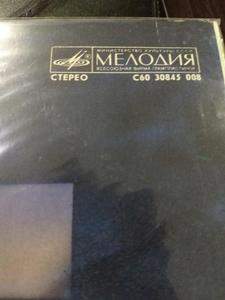 МИНИСТЕРСТВО КУЛЬТУРЫ СССР
МЕЛОДИЯ
ВСЕСОЮЗНАЯ ФИРМА ГРАМПЛАСТИНОК
СТЕРЕО С60 30845 008